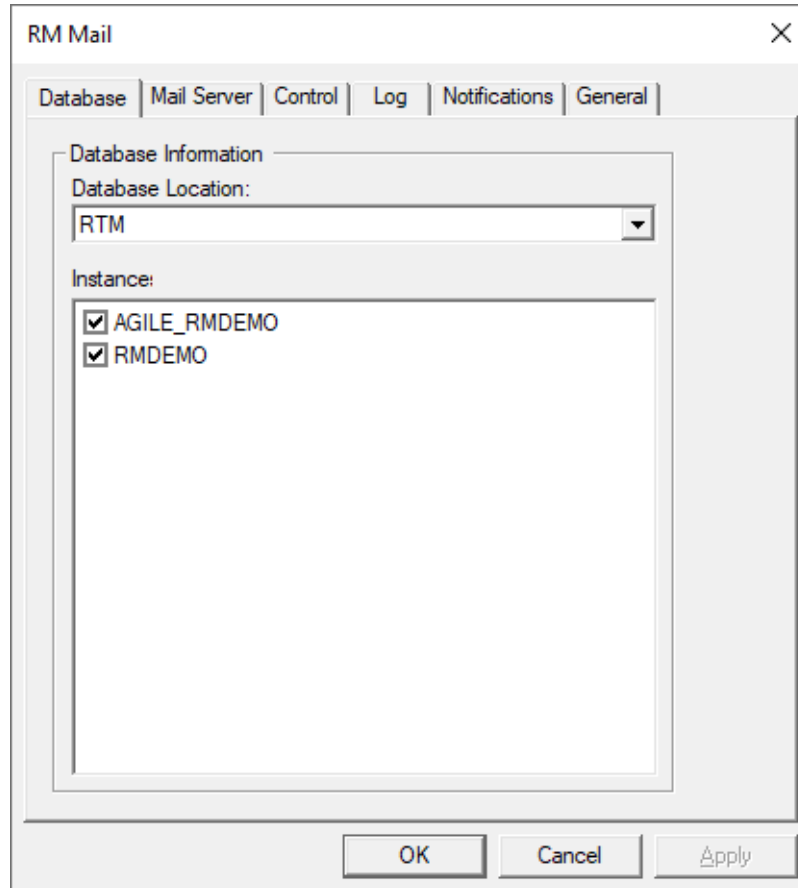 RM Mail
Database Mail Server Control Log Notifications General
Database Information
Database Location:
RTM
Instance:
AGILE_RMDEMO
RMDEMO
OK Cancel Apply